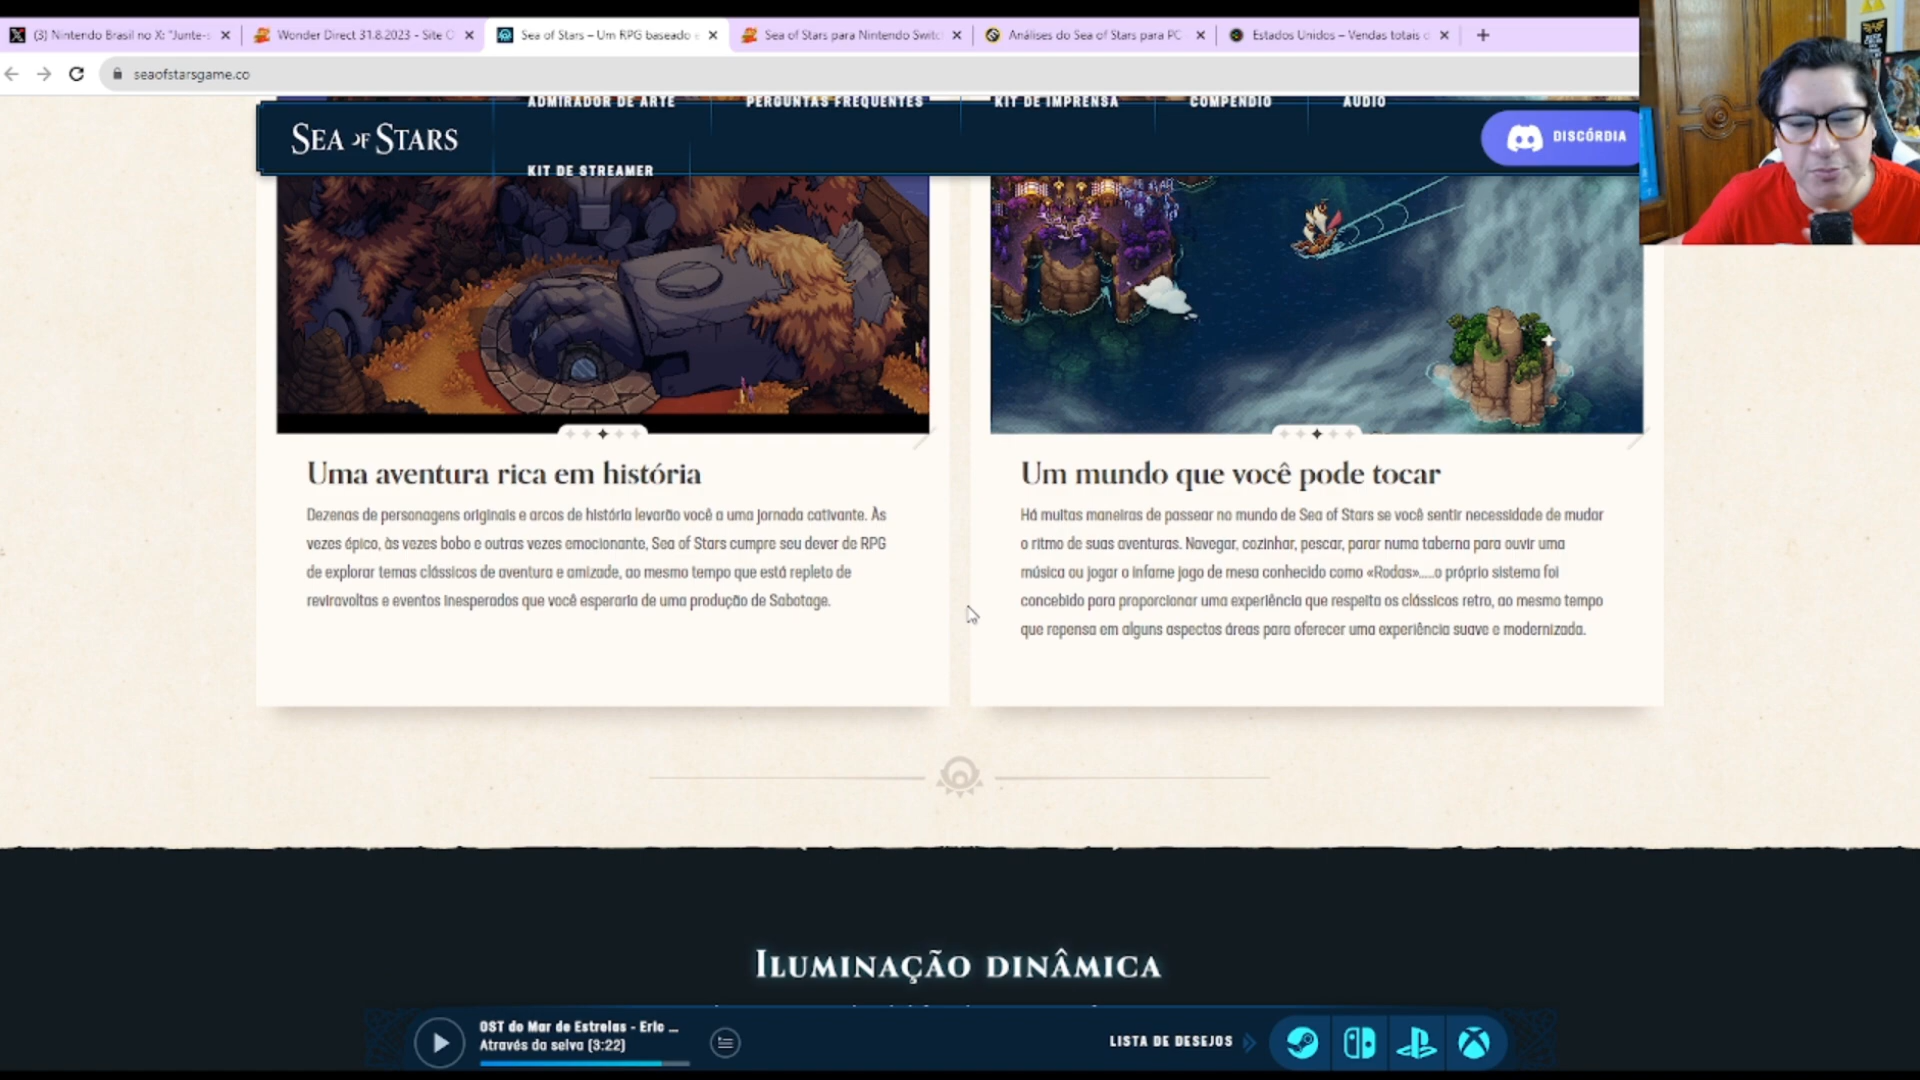 (3) Nintendo Brasil no X: "Junte-s
Wonder Direct 31.8.2023 - Site O
Sea of Stars – Um RPG baseado e
Sea of Stars para Nintendo Switc
Análises do Sea of Stars para PC
Estados Unidos – Vendas totais d
seaofstarsgame.co
SEA OF STARS
ADMIRADOR DE ARTE
PERGUNTAS FREQUENTES
KIT DE IMPRENSA
COMPÊNDIO
ÁUDIO
KIT DE STREAMER
DISCÓRDIA
Uma aventura rica em história
Dezenas de personagens originais e arcos de história levarão você a uma jornada cativante. Às
vezes épico, às vezes bobo e outras vezes emocionante, Sea of Stars cumpre seu dever de RPG
de explorar temas clássicos de aventura e amizade, ao mesmo tempo que está repleto de
reviravoltas e eventos inesperados que você esperaria de uma produção de Sabotage.
Um mundo que você pode tocar
Há muitas maneiras de passear no mundo de Sea of Stars se você sentir necessidade de mudar
o ritmo de suas aventuras. Navegar, cozinhar, pescar, parar numa taberna para ouvir uma
música ou jogar o infame jogo de mesa conhecido como «Rodas».....o próprio sistema foi
concebido para proporcionar uma experiência que respeita os clássicos retro, ao mesmo tempo
que repensa em alguns aspectos áreas para oferecer uma experiência suave e modernizada.
ILUMINAÇÃO DINÂMICA
OST do Mar de Estrelas - Eric ...
Através da selva (3:22)
LISTA DE DESEJOS